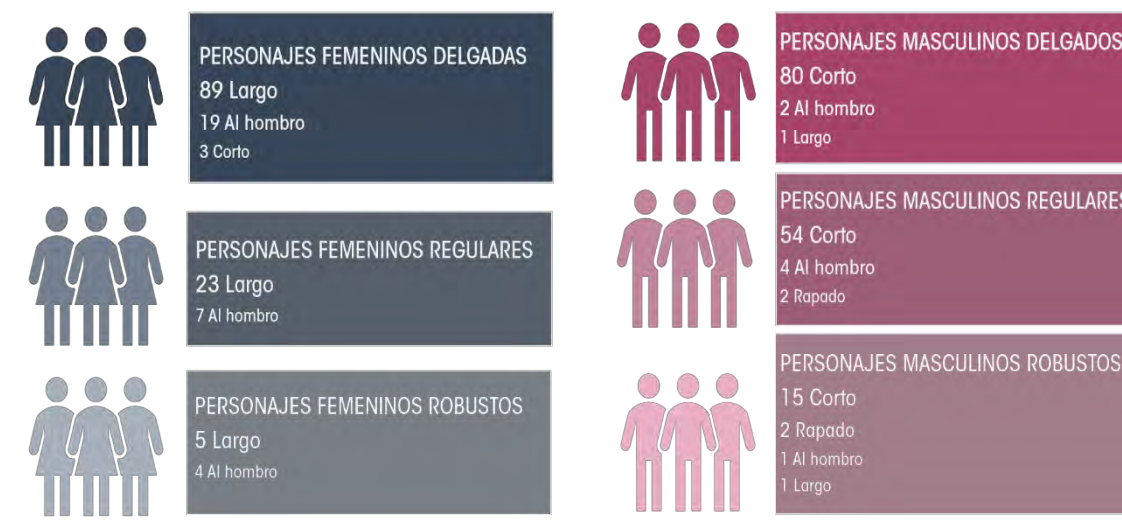 PERSONAJES FEMENINOS DELGADAS
89 Largo
19 Al hombro
3 Corto
PERSONAJES FEMENINOS REGULARES
23 Largo
7 Al hombro
PERSONAJES FEMENINOS ROBUSTOS
5 Largo
4 Al hombro
PERSONAJES MASCULINOS DELGADOS
80 Corto
2 Al hombro
1 Largo
PERSONAJES MASCULINOS REGULARES
54 Corto
4 Al hombro
2 Rapado
PERSONAJES MASCULINOS ROBUSTOS
15 Corto
2 Rapado
1 Al hombro
1 Largo